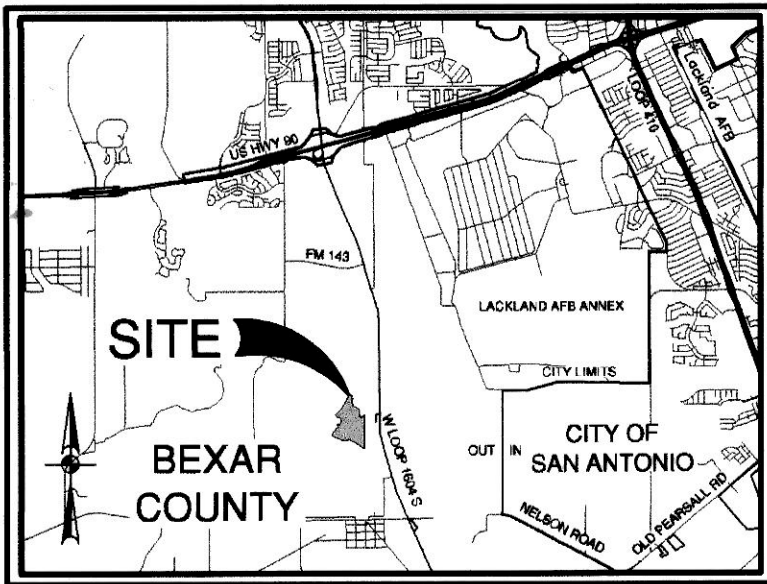 US HWY 90
LOOP 410
Lackland AFB
FM 143
LACKLAND AFB ANNEX
SITE
CITY LIMITS
W LOOP 1604 S
OUT
IN
CITY OF
SAN ANTONIO
BEXAR
COUNTY
NELSON ROAD
OLD PEARSALL RD